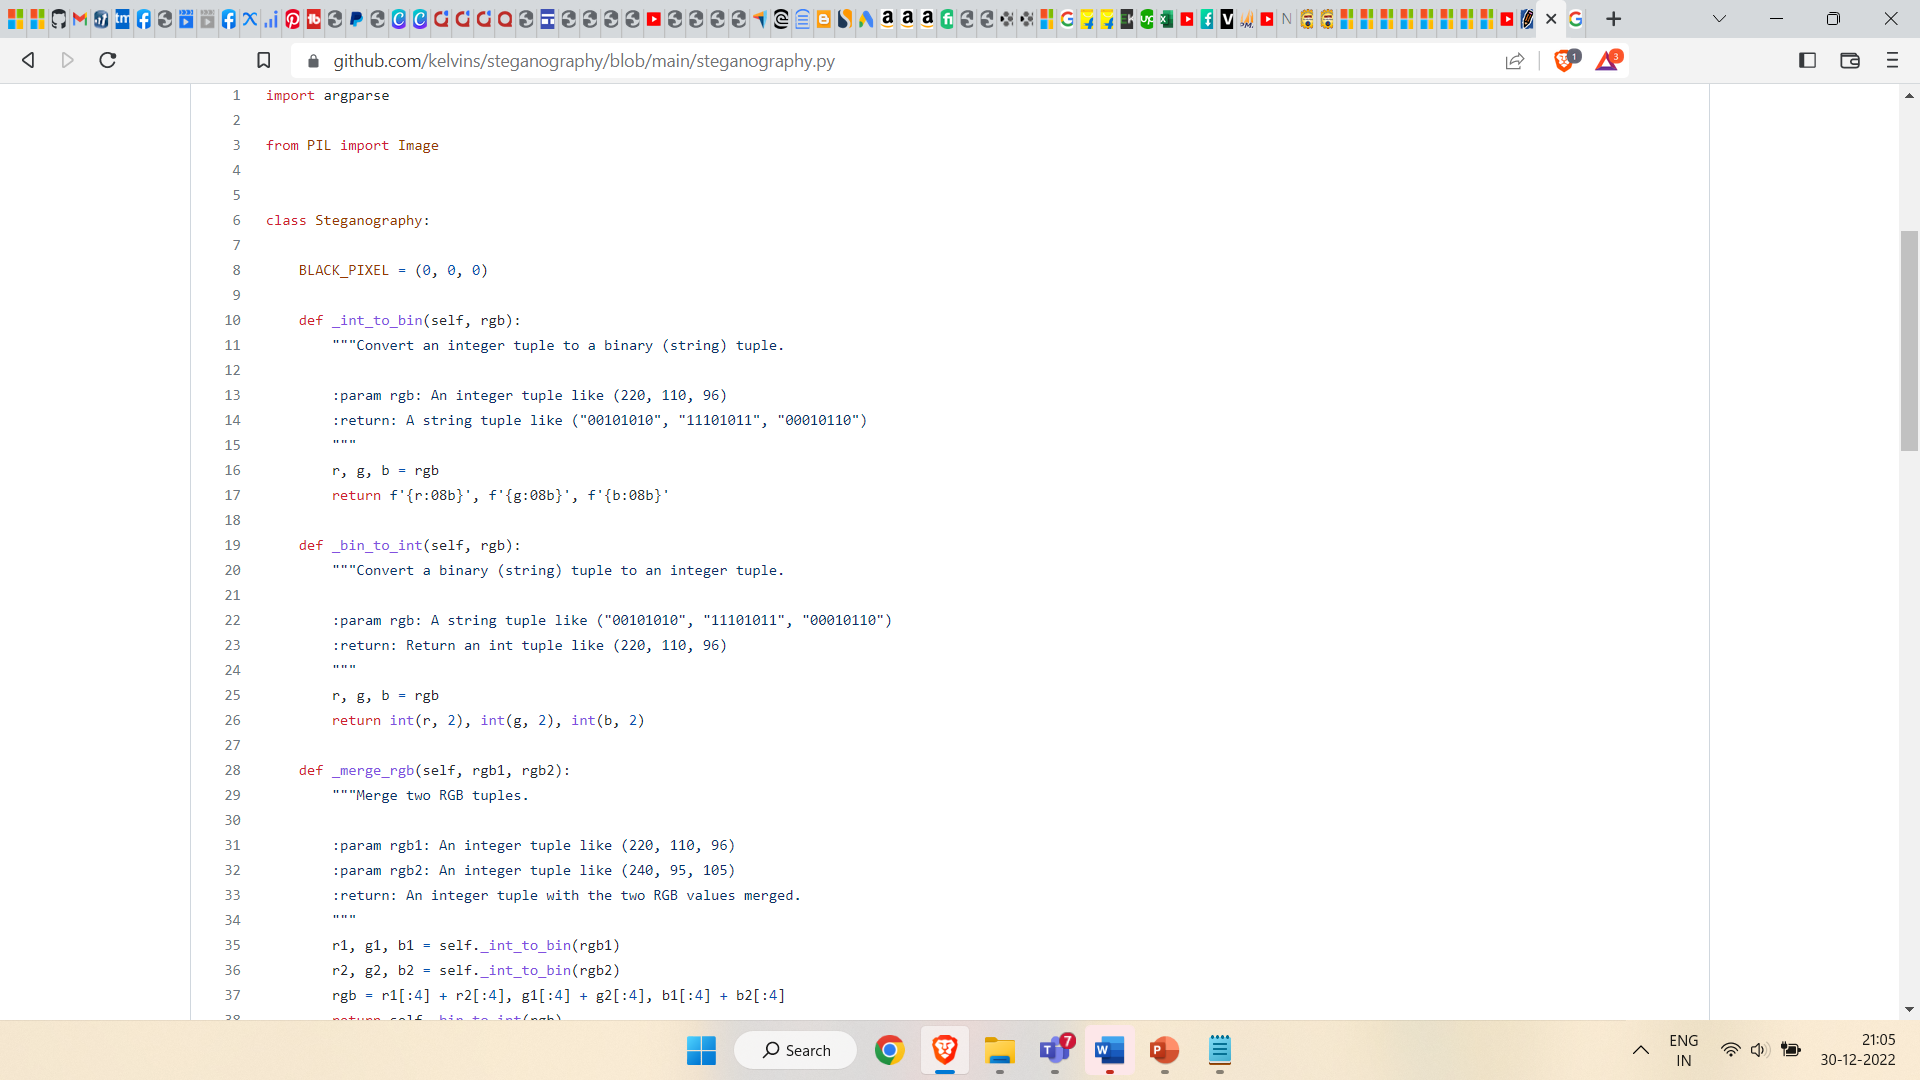 github.com/kelvins/steganography/blob/main/steganography.py
1 import argparse
2
3 from PIL import Image
4
5
6 class Steganography:
7
8 BLACK_PIXEL = (0, 0, 0)
9
10 def _int_to_bin(self, rgb):
11 """Convert an integer tuple to a binary (string) tuple.
12
13 :param rgb: An integer tuple like (220, 110, 96)
14 :return: A string tuple like ("00101010", "11101011", "00010110")
15 """
16 r, g, b = rgb
17 return f'{r:08b}', f'{g:08b}', f'{b:08b}'
18
19 def _bin_to_int(self, rgb):
20 """Convert a binary (string) tuple to an integer tuple.
21
22 :param rgb: A string tuple like ("00101010", "11101011", "00010110")
23 :return: Return an int tuple like (220, 110, 96)
24 """
25 r, g, b = rgb
26 return int(r, 2), int(g, 2), int(b, 2)
27
28 def _merge_rgb(self, rgb1, rgb2):
29 """Merge two RGB tuples.
30
31 :param rgb1: An integer tuple like (220, 110, 96)
32 :param rgb2: An integer tuple like (240, 95, 105)
33 :return: An integer tuple with the two RGB values merged.
34 """
35 r1, g1, b1 = self._int_to_bin(rgb1)
36 r2, g2, b2 = self._int_to_bin(rgb2)
37 rgb = r1[:4] + r2[:4], g1[:4] + g2[:4], b1[:4] + b2[:4]
38 return self._bin_to_int(rgb)
Search
7
ENG
IN
21:05
30-12-2022